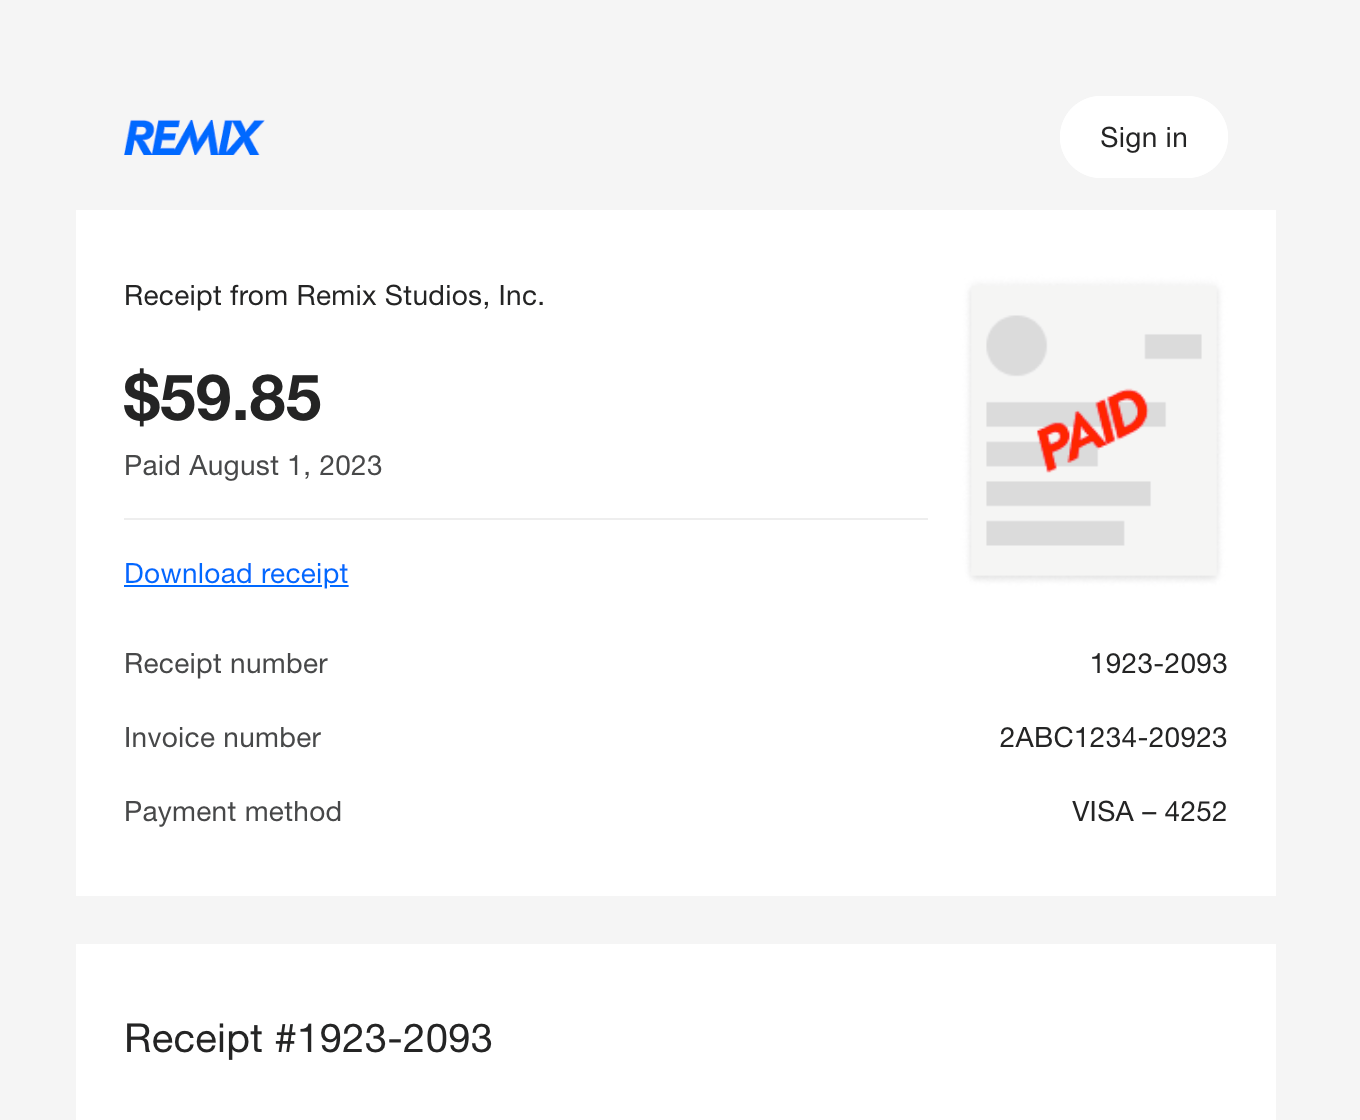 REMIX
Sign in
Receipt from Remix Studios, Inc.
$59.85
Paid August 1, 2023
PAID
Download receipt
Receipt number 1923-2093
Invoice number 2ABC1234-20923
Payment method VISA – 4252
Receipt #1923-2093